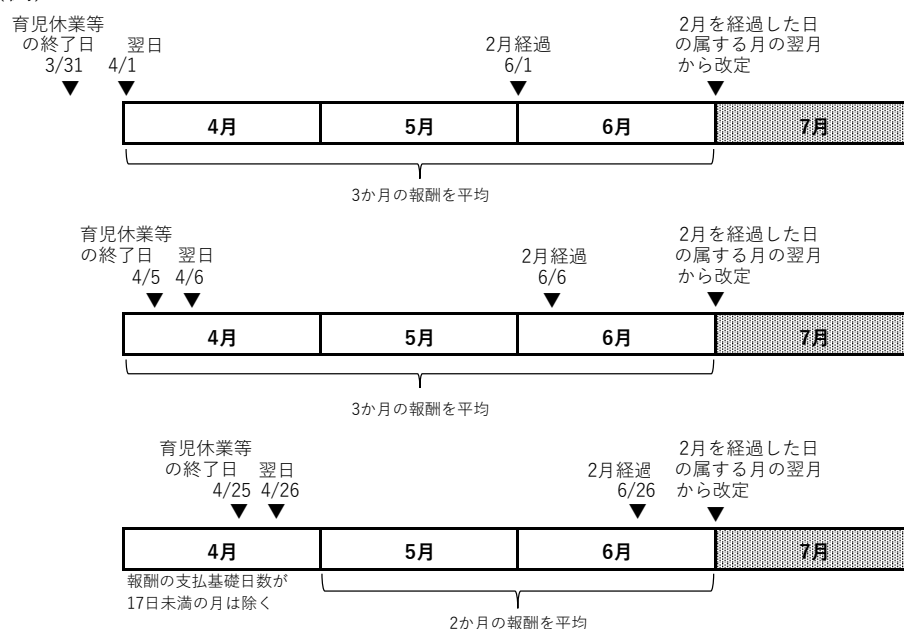 育児休業等
の終了日
3/31
翌日
4/1
2月経過
6/1
2月を経過した日
の属する月の翌月
から改定
4月
5月
6月
7月
3か月の報酬を平均
育児休業等
の終了日
4/5
翌日
4/6
2月経過
6/6
2月を経過した日
の属する月の翌月
から改定
4月
5月
6月
7月
3か月の報酬を平均
育児休業等
の終了日
4/25
翌日
4/26
2月経過
6/26
2月を経過した日
の属する月の翌月
から改定
4月
5月
6月
7月
報酬の支払基礎日数が
17日未満の月は除く
2か月の報酬を平均